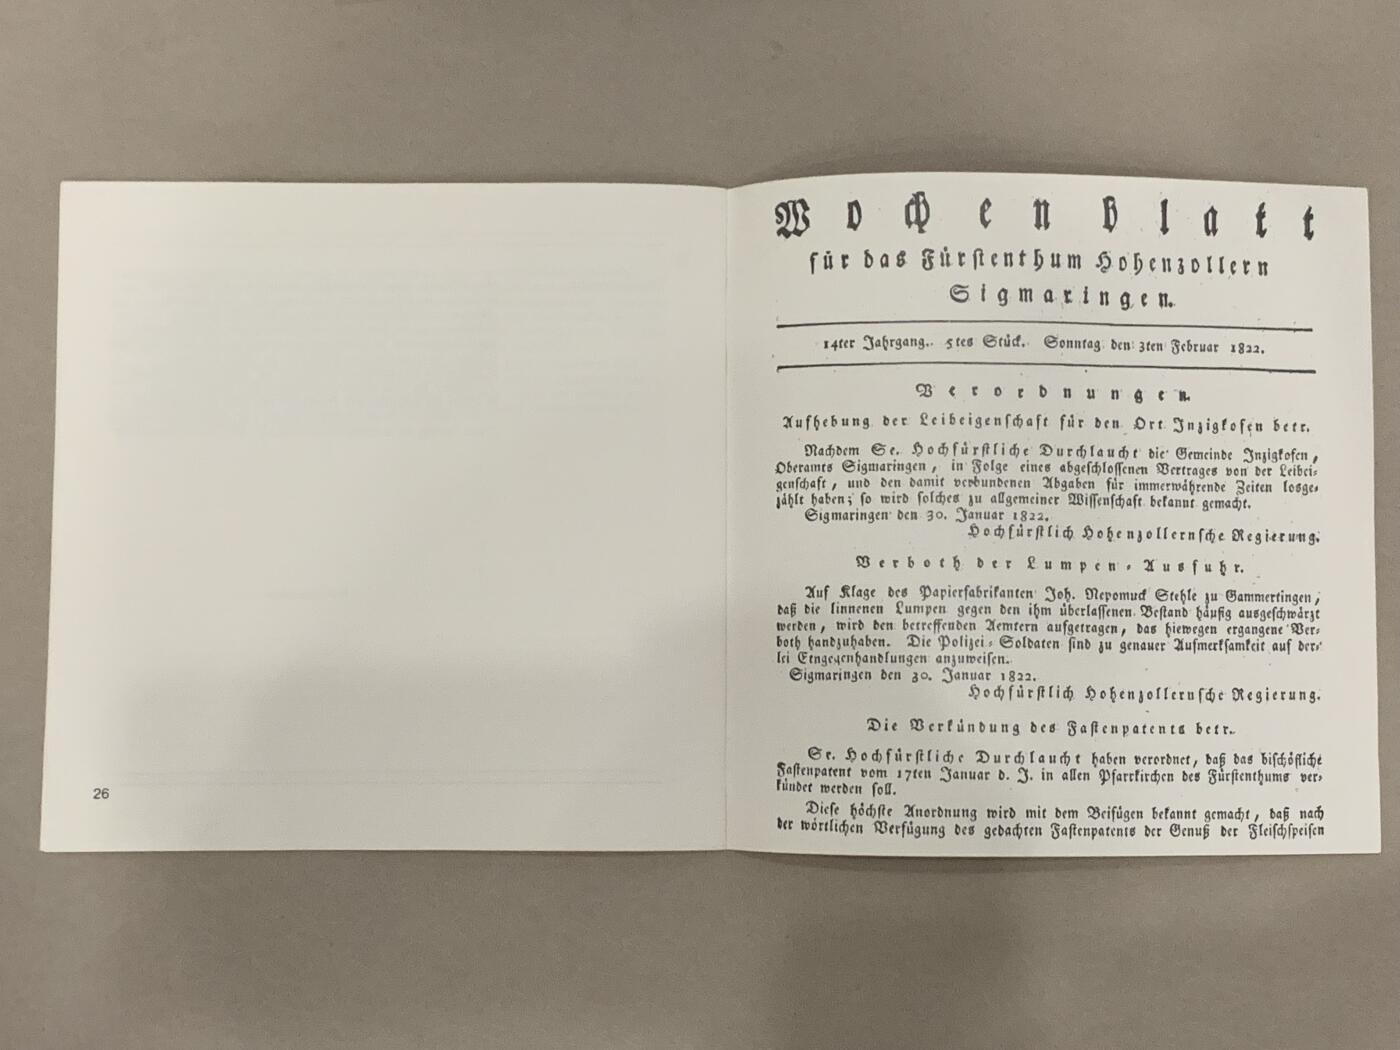 26
Wochenblatt
für das Fürstenthum Hohenzollern
Sigmaringen.
14ter Jahrgang. 5tes Stück. Sonntag den 3ten Februar 1822.
Verordnungen.
Aufhebung der Leibeigenschaft für den Ort Inzigkofen betr.
Nachdem Se. Hochfürstliche Durchlaucht die Gemeinde Inzigkofen,
Oberamts Sigmaringen, in Folge eines abgeschlossenen Vertrages von der Leibei-
genschaft, und den damit verbundenen Abgaben für immerwährende Zeiten losge-
zählt haben; so wird solches zu allgemeiner Wissenschaft bekannt gemacht.
Sigmaringen den 30. Januar 1822.
Hochfürstlich Hohenzollernsche Regierung.
Verboth der Lumpen-Ausfuhr.
Auf Klage des Papierfabrikanten Joh. Nepomuck Stehle zu Gammertingen,
daß die linnenen Lumpen gegen den ihm überlassenen Bestand häufig ausgeschwärzt
werden, wird den betreffenden Aemtern aufgetragen, das hiewegen ergangene Ver-
both handzuhaben. Die Polizei-Soldaten sind zu genauer Aufmerksamkeit auf der-
lei Entgegenhandlungen anzuweisen.
Sigmaringen den 30. Januar 1822.
Hochfürstlich Hohenzollernsche Regierung.
Die Verkündung des Fastenpatents betr.
Se. Hochfürstliche Durchlaucht haben verordnet, daß das bischöfliche
Fastenpatent vom 17ten Januar d. J. in allen Pfarrkirchen des Fürstenthums ver-
kündet werden soll.
Diese höchste Anordnung wird mit dem Beifügen bekannt gemacht, daß nach
der wörtlichen Verfügung des gedachten Fastenpatents der Genuß der Fleischspeisen